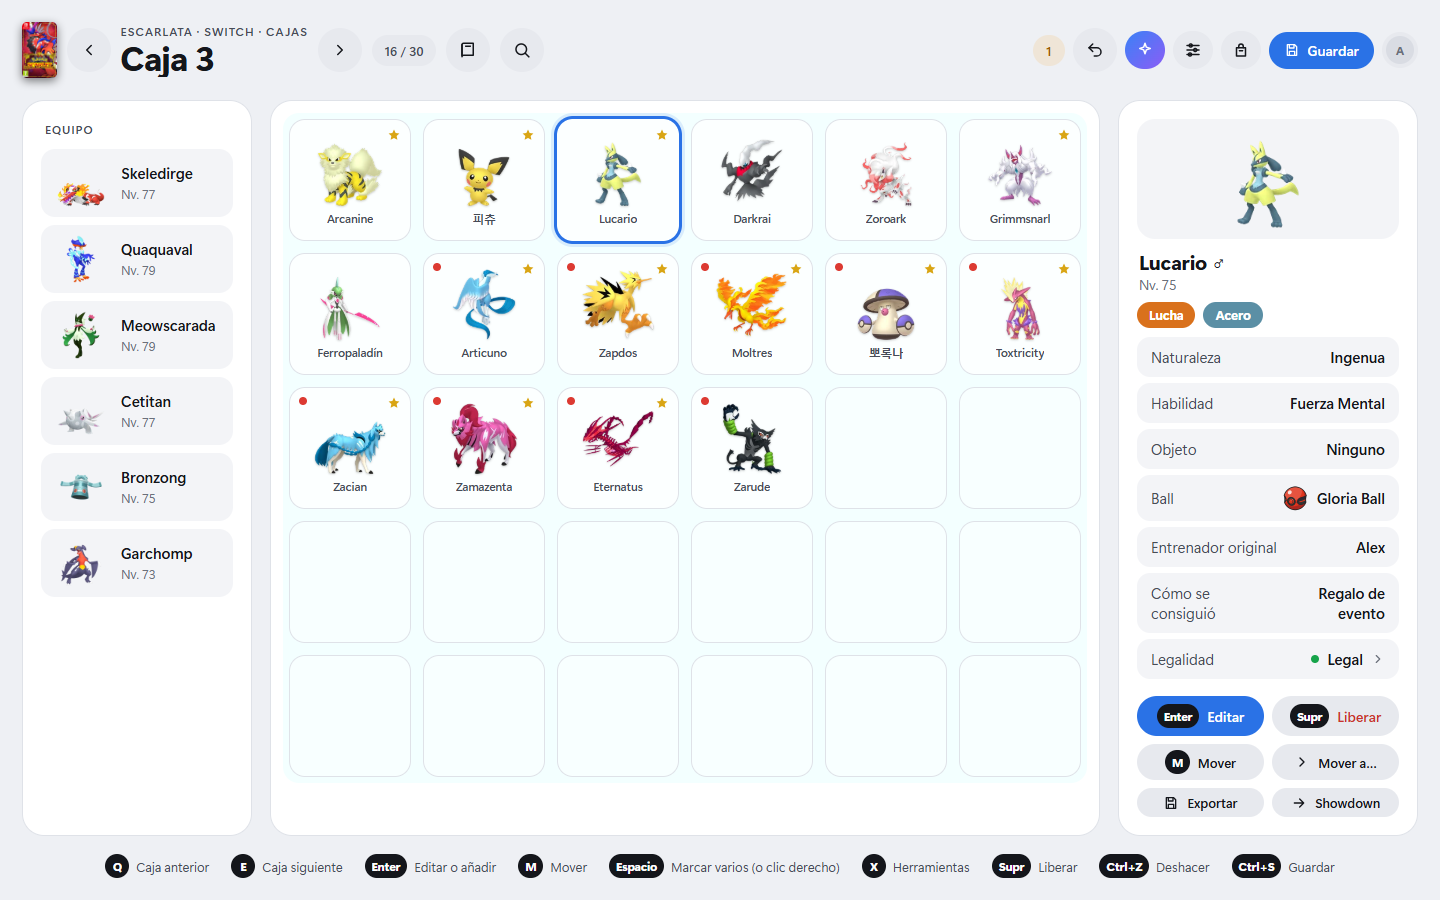 ESCARLATA · SWITCH · CAJAS
Caja 3
16 / 30
1
Guardar
A
EQUIPO
Skeledirge
Nv. 77
Quaquaval
Nv. 79
Meowscarada
Nv. 79
Cetitan
Nv. 77
Bronzong
Nv. 75
Garchomp
Nv. 73
Arcanine
피츄
Lucario
Darkrai
Zoroark
Grimmsnarl
Ferropaladín
Articuno
Zapdos
Moltres
뽀록나
Toxtricity
Zacian
Zamazenta
Eternatus
Zarude
Lucario ♂
Nv. 75
Lucha
Acero
Naturaleza
Ingenua
Habilidad
Fuerza Mental
Objeto
Ninguno
Ball
Gloria Ball
Entrenador original
Alex
Cómo se
consiguió
Regalo de
evento
Legalidad
Legal
Enter Editar
Supr Liberar
M Mover
Mover a...
Exportar
Showdown
Q Caja anterior
E Caja siguiente
Enter Editar o añadir
M Mover
Espacio Marcar varios (o clic derecho)
X Herramientas
Supr Liberar
Ctrl+Z Deshacer
Ctrl+S Guardar